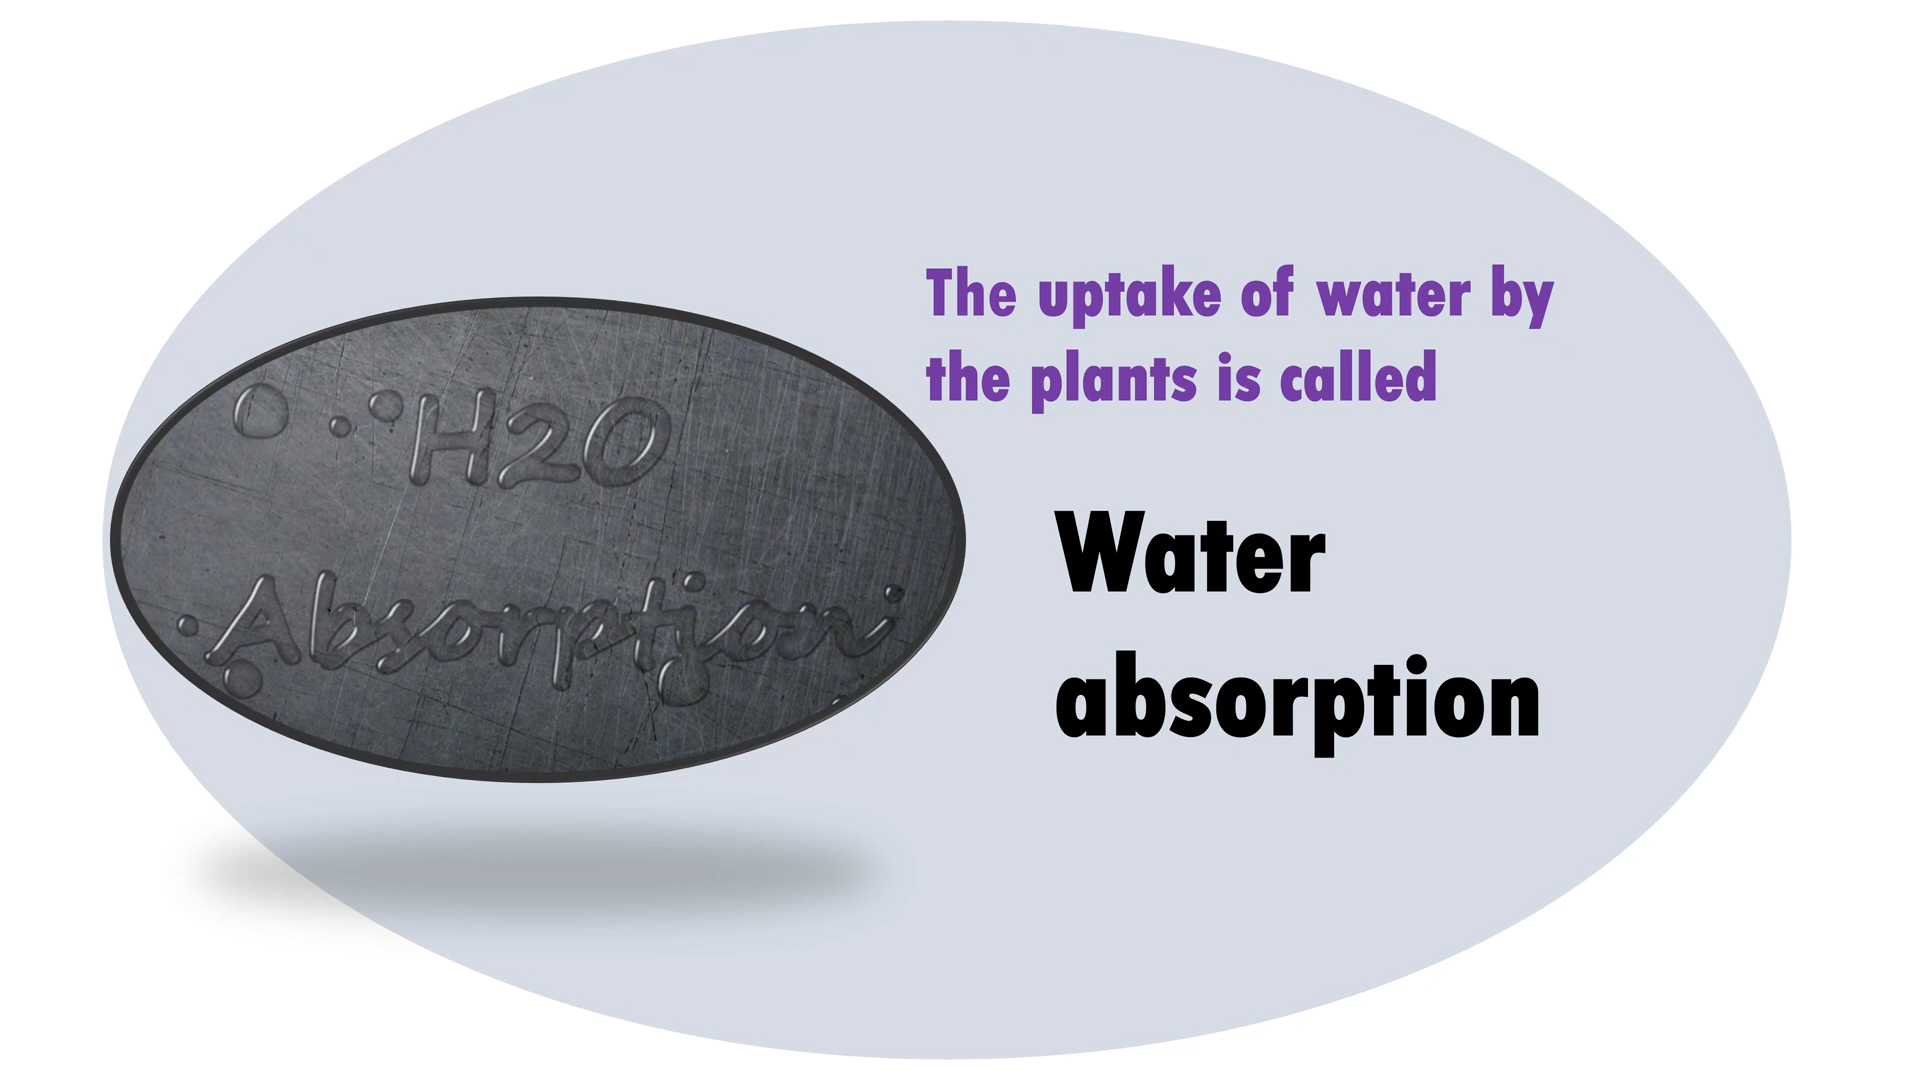 H2O
Absorption
The uptake of water by
the plants is called
Water
absorption